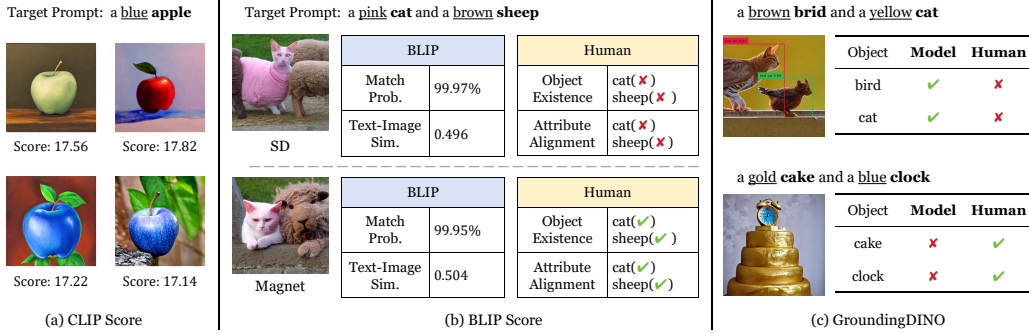 Target Prompt: a blue apple
Score: 17.56
Score: 17.82
Score: 17.22
Score: 17.14
(a) CLIP Score
Target Prompt: a pink cat and a brown sheep
SD
BLIP
Match Prob. 99.97%
Text-Image Sim. 0.496
Human
Object Existence cat(✘) sheep(✘ )
Attribute Alignment cat(✘) sheep(✘)
Magnet
BLIP
Match Prob. 99.95%
Text-Image Sim. 0.504
Human
Object Existence cat(✔) sheep(✔ )
Attribute Alignment cat(✔) sheep(✔)
(b) BLIP Score
a brown brid and a yellow cat
Object Model Human
bird ✔ ✘
cat ✔ ✘
a gold cake and a blue clock
Object Model Human
cake ✘ ✔
clock ✘ ✔
(c) GroundingDINO